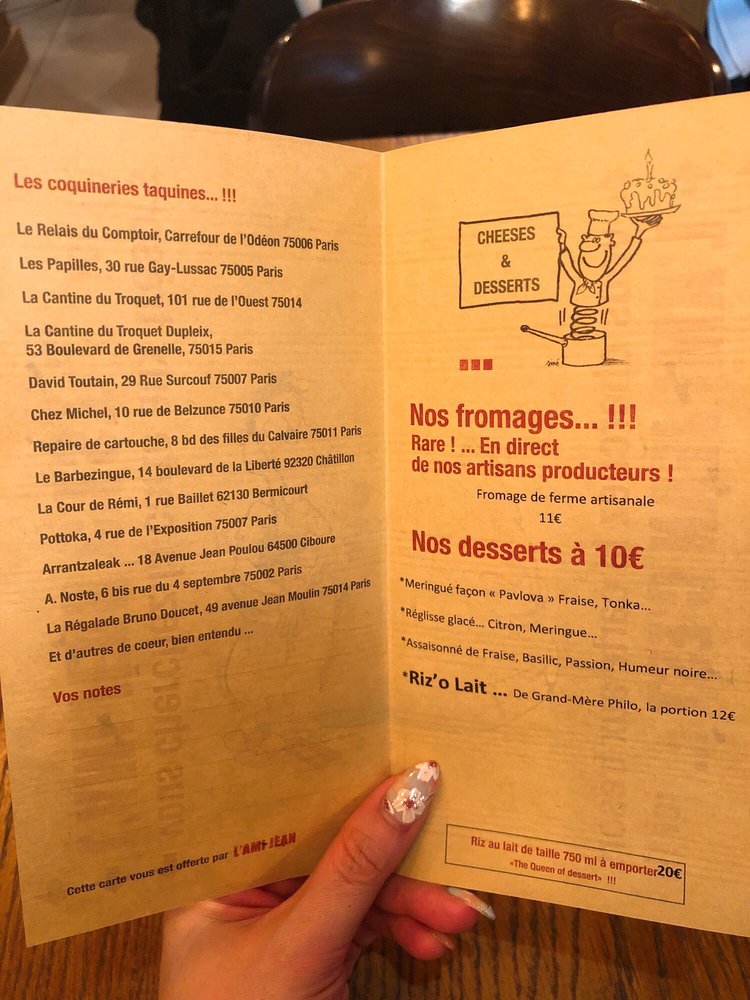 Les coquineries taquines... !!!
Le Relais du Comptoir, Carrefour de l'Odéon 75006 Paris
Les Papilles, 30 rue Gay-Lussac 75005 Paris
La Cantine du Troquet, 101 rue de l'Ouest 75014
La Cantine du Troquet Dupleix,
53 Boulevard de Grenelle, 75015 Paris
David Toutain, 29 Rue Surcouf 75007 Paris
Chez Michel, 10 rue de Belzunce 75010 Paris
Repaire de cartouche, 8 bd des filles du Calvaire 75011 Paris
Le Barbezingue, 14 boulevard de la Liberté 92320 Châtillon
La Cour de Rémi, 1 rue Baillet 62130 Bermicourt
Pottoka, 4 rue de l'Exposition 75007 Paris
Arrantzaleak ... 18 Avenue Jean Poulou 64500 Ciboure
A. Noste, 6 bis rue du 4 septembre 75002 Paris
La Régalade Bruno Doucet, 49 avenue Jean Moulin 75014 Paris
Et d'autres de coeur, bien entendu ...
Vos notes
Cette carte vous est offerte par L'AMI JEAN
CHEESES
&
DESSERTS
Nos fromages... !!!
Rare ! ... En direct
de nos artisans producteurs !
Fromage de ferme artisanale
11€
Nos desserts à 10€
*Meringué façon « Pavlova » Fraise, Tonka...
*Réglisse glacé... Citron, Meringue...
*Assaisonné de Fraise, Basilic, Passion, Humeur noire...
*Riz'o Lait ... De Grand-Mère Philo, la portion 12€
Riz au lait de taille 750 ml à emporter 20€
«The Queen of dessert» !!!